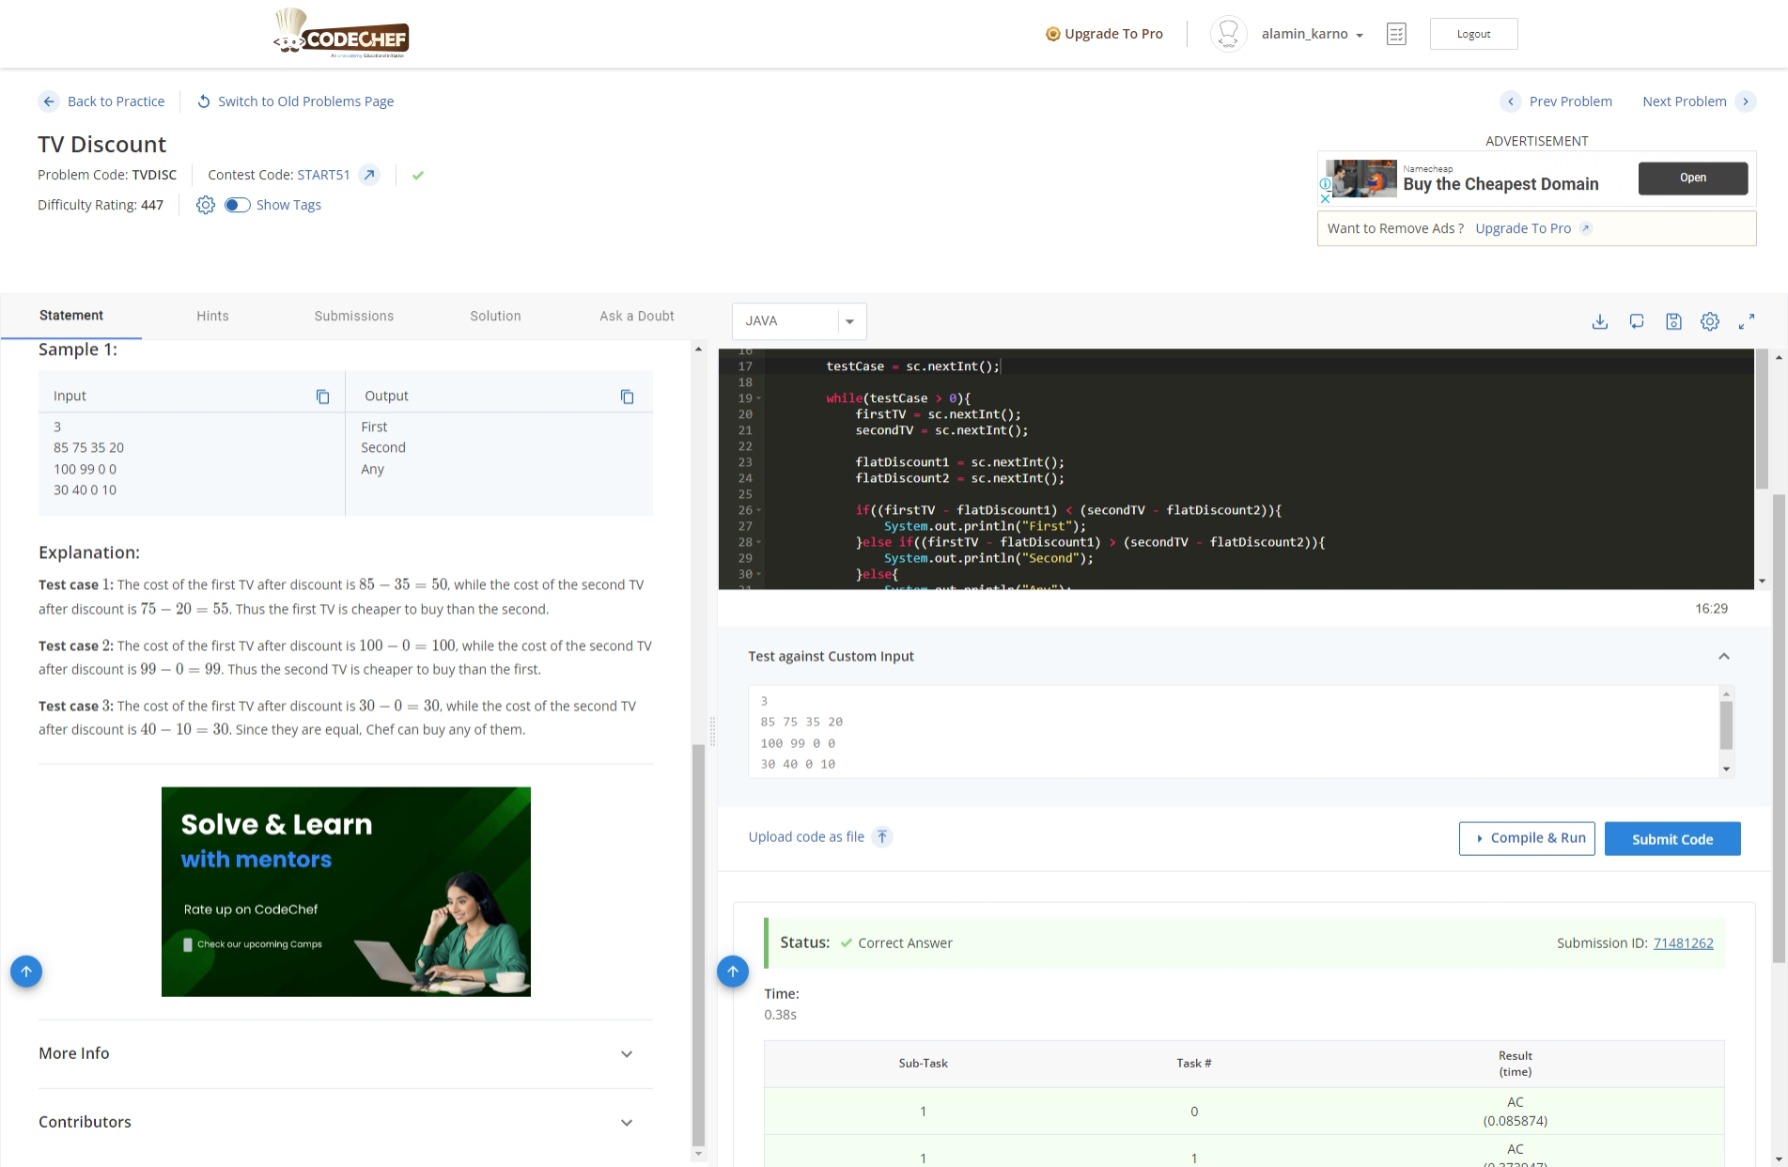 CODECHEF
An unacademy Educational Initiative
Upgrade To Pro
alamin_karno
Logout
Back to Practice
Switch to Old Problems Page
Prev Problem
Next Problem
TV Discount
ADVERTISEMENT
Problem Code: TVDISC
Contest Code: START51
Namecheap
Buy the Cheapest Domain
Open
Difficulty Rating: 447
Show Tags
Want to Remove Ads ? Upgrade To Pro
Statement
Hints
Submissions
Solution
Ask a Doubt
JAVA
Sample 1:
Input
Output
3
85 75 35 20
100 99 0 0
30 40 0 10
First
Second
Any
Explanation:
Test case 1: The cost of the first TV after discount is 85 − 35 = 50, while the cost of the second TV
after discount is 75 − 20 = 55. Thus the first TV is cheaper to buy than the second.
Test case 2: The cost of the first TV after discount is 100 − 0 = 100, while the cost of the second TV
after discount is 99 − 0 = 99. Thus the second TV is cheaper to buy than the first.
Test case 3: The cost of the first TV after discount is 30 − 0 = 30, while the cost of the second TV
after discount is 40 − 10 = 30. Since they are equal, Chef can buy any of them.
Solve & Learn
with mentors
Rate up on CodeChef
Check our upcoming Camps
More Info
Contributors
16
17 testCase = sc.nextInt();
18
19 while(testCase > 0){
20 firstTV = sc.nextInt();
21 secondTV = sc.nextInt();
22
23 flatDiscount1 = sc.nextInt();
24 flatDiscount2 = sc.nextInt();
25
26 if((firstTV - flatDiscount1) < (secondTV - flatDiscount2)){
27 System.out.println("First");
28 }else if((firstTV - flatDiscount1) > (secondTV - flatDiscount2)){
29 System.out.println("Second");
30 }else{
31 System.out.println("Any");
16:29
Test against Custom Input
3
85 75 35 20
100 99 0 0
30 40 0 10
Upload code as file
Compile & Run
Submit Code
Status: Correct Answer
Submission ID: 71481262
Time:
0.38s
Sub-Task
Task #
Result
(time)
1
0
AC
(0.085874)
1
1
AC
(0.373947)